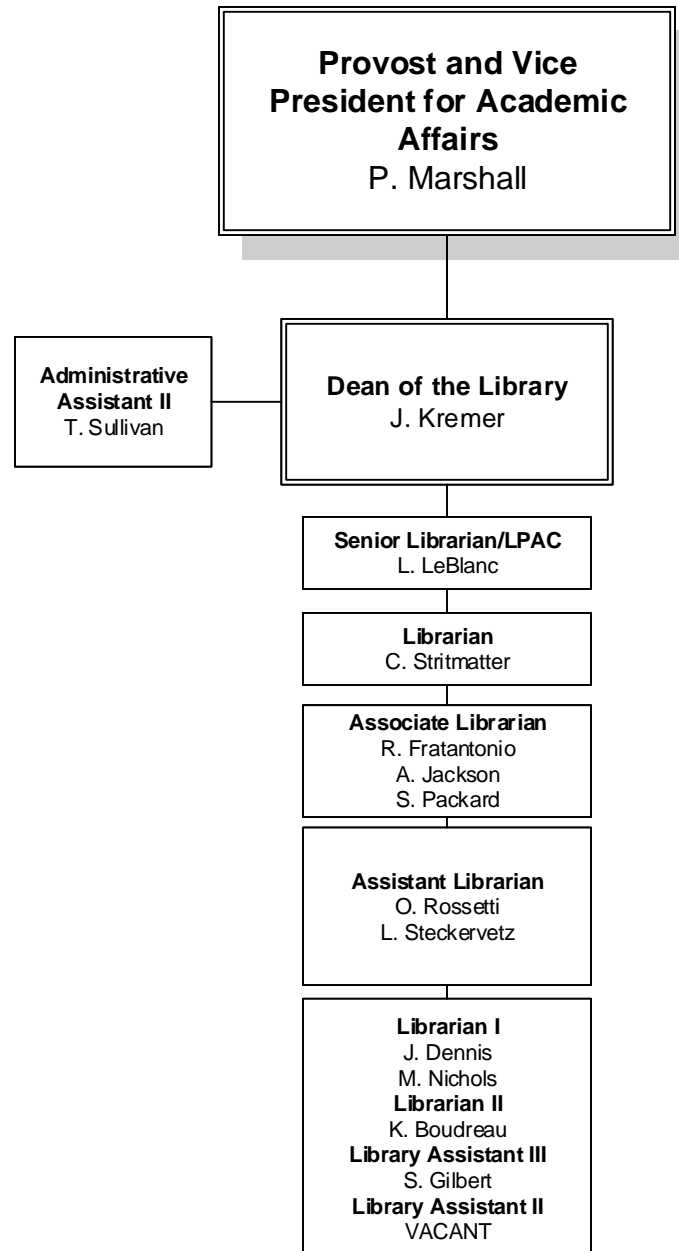 Provost and Vice
President for Academic
Affairs
P. Marshall
Administrative
Assistant II
T. Sullivan
Dean of the Library
J. Kremer
Senior Librarian/LPAC
L. LeBlanc
Librarian
C. Stritmatter
Associate Librarian
R. Fratantonio
A. Jackson
S. Packard
Assistant Librarian
O. Rossetti
L. Steckervetz
Librarian I
J. Dennis
M. Nichols
Librarian II
K. Boudreau
Library Assistant III
S. Gilbert
Library Assistant II
VACANT